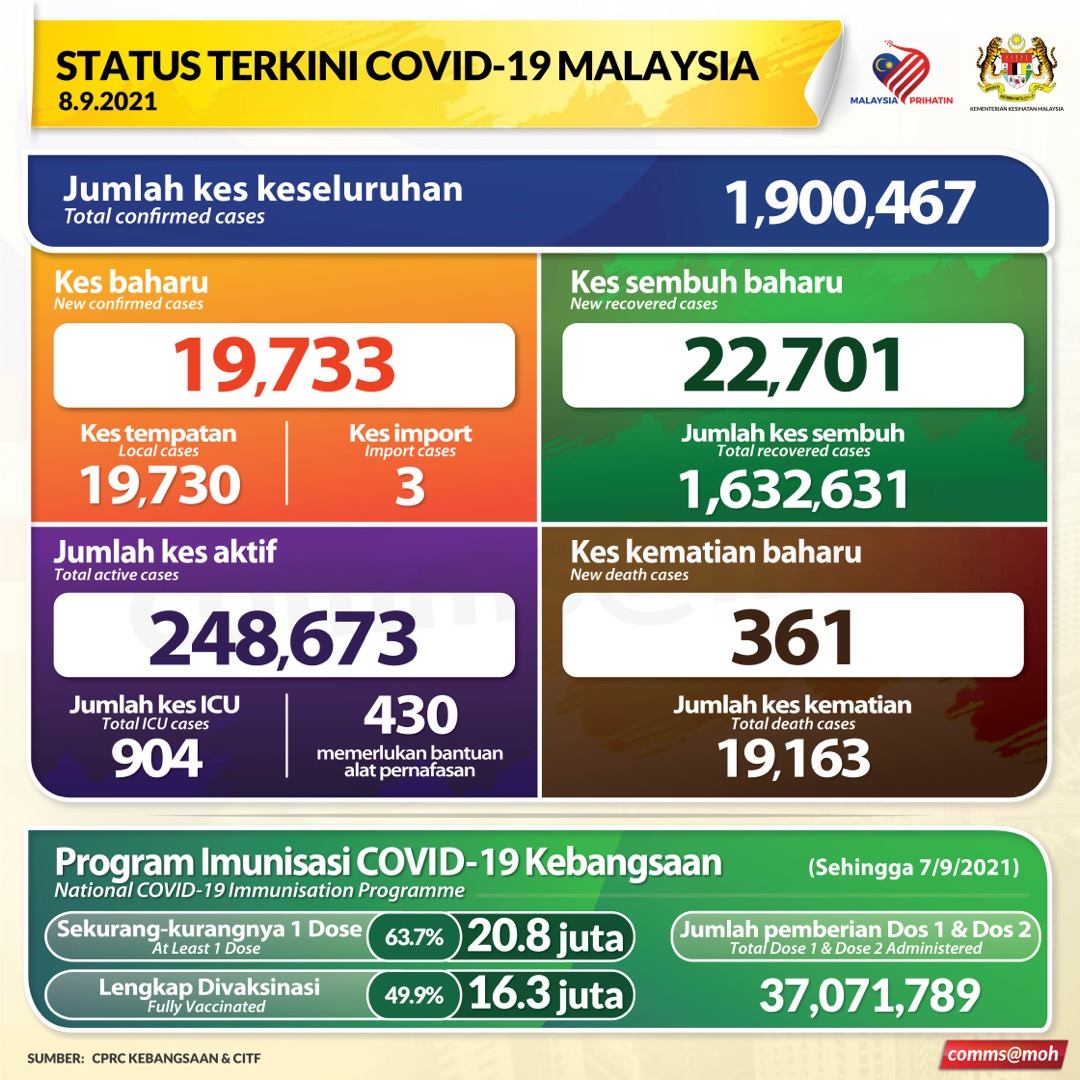 STATUS TERKINI COVID-19 MALAYSIA
8.9.2021
MALAYSIA PRIHATIN
KEMENTERIAN KESIHATAN MALAYSIA
Jumlah kes keseluruhan
Total confirmed cases
1,900,467
Kes baharu
New confirmed cases
19,733
Kes tempatan
Local cases
19,730
Kes import
Import cases
3
Kes sembuh baharu
New recovered cases
22,701
Jumlah kes sembuh
Total recovered cases
1,632,631
Jumlah kes aktif
Total active cases
248,673
Jumlah kes ICU
Total ICU cases
904
430
memerlukan bantuan
alat pernafasan
Kes kematian baharu
New death cases
361
Jumlah kes kematian
Total death cases
19,163
Program Imunisasi COVID-19 Kebangsaan
(Sehingga 7/9/2021)
National COVID-19 Immunisation Programme
Sekurang-kurangnya 1 Dose
At Least 1 Dose
63.7%
20.8 juta
Lengkap Divaksinasi
Fully Vaccinated
49.9%
16.3 juta
Jumlah pemberian Dos 1 & Dos 2
Total Dose 1 & Dose 2 Administered
37,071,789
SUMBER: CPRC KEBANGSAAN & CITF
comms@moh